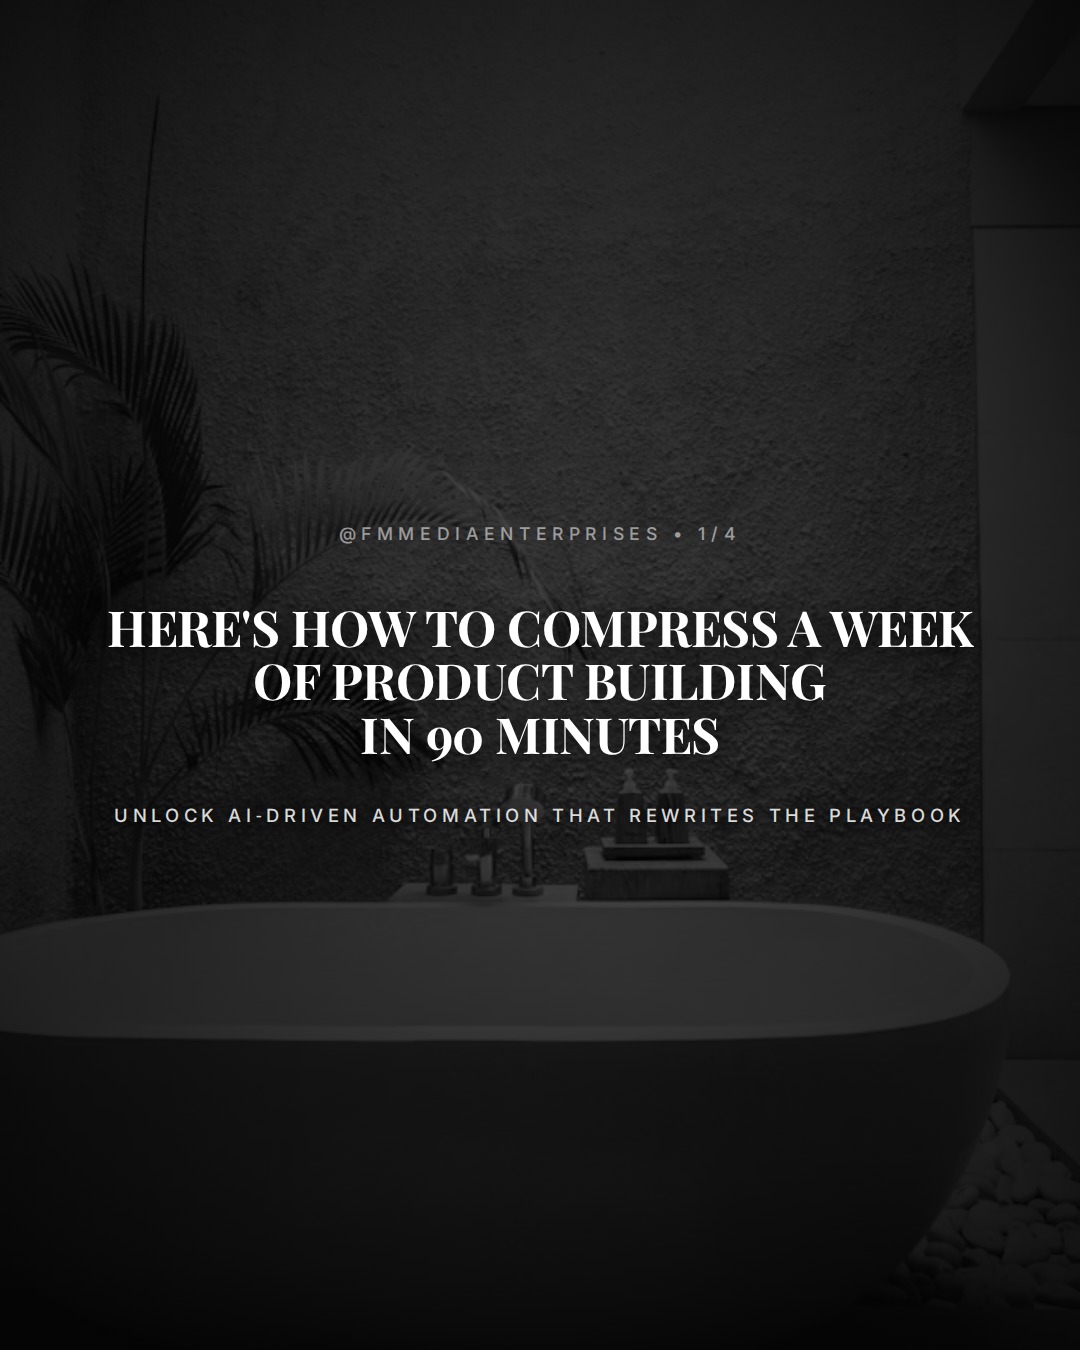 @FMMEDIAENTERPRISES • 1/4
HERE'S HOW TO COMPRESS A WEEK
OF PRODUCT BUILDING
IN 90 MINUTES
UNLOCK AI-DRIVEN AUTOMATION THAT REWRITES THE PLAYBOOK